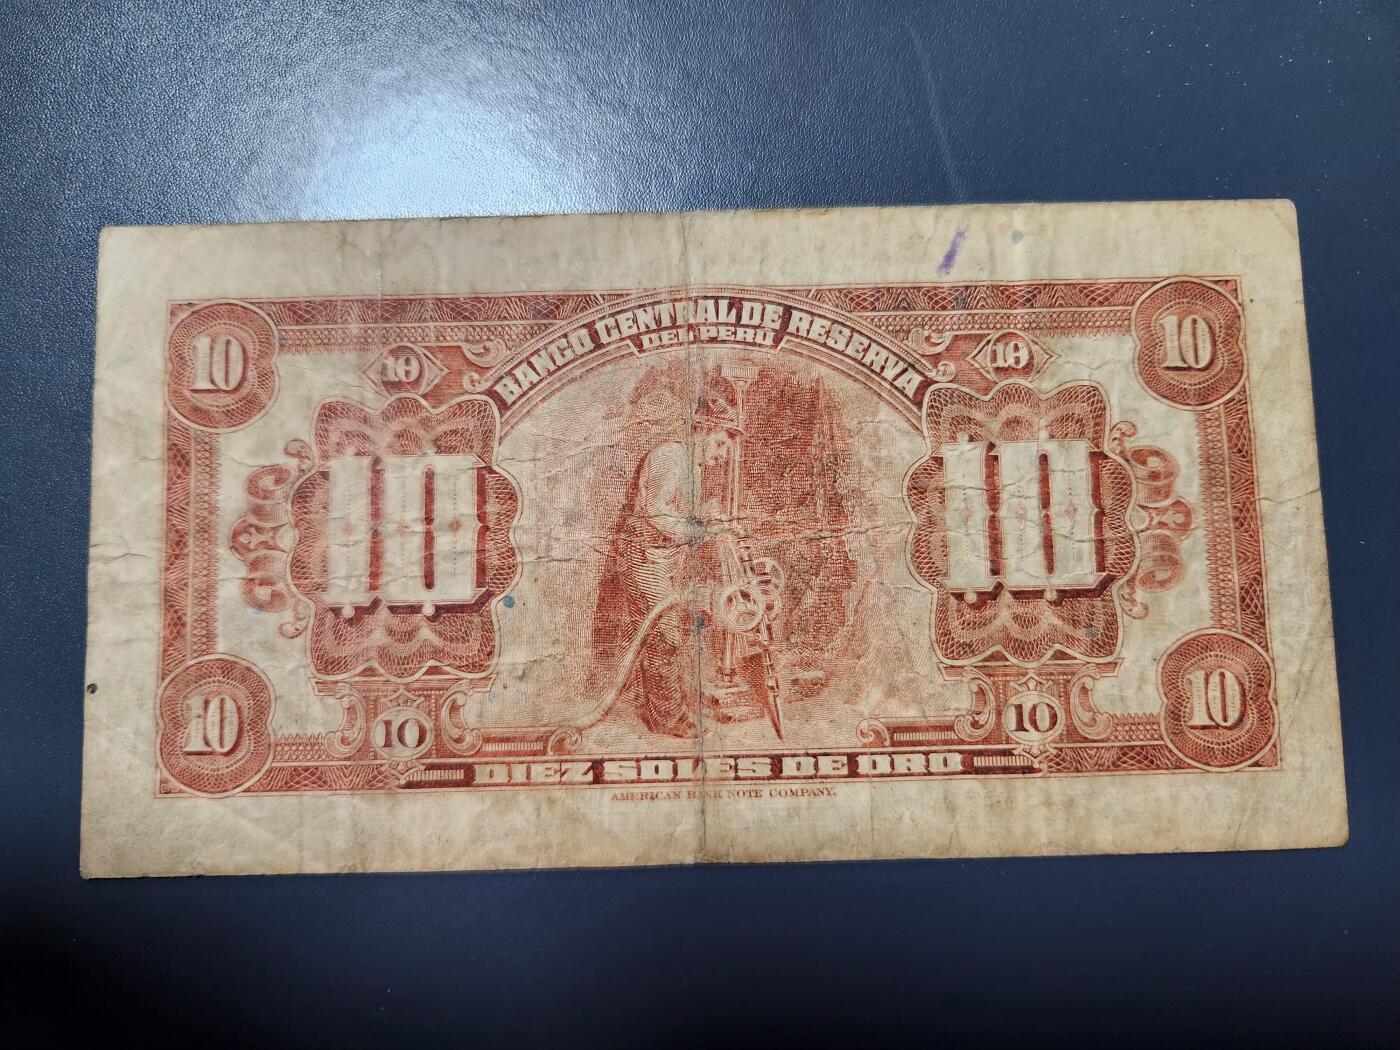 BANCO CENTRAL DE RESERVA
DEL PERU
10 10 10 10
10 10
10 10 10 10
DIEZ SOLES DE ORO
AMERICAN BANK NOTE COMPANY.